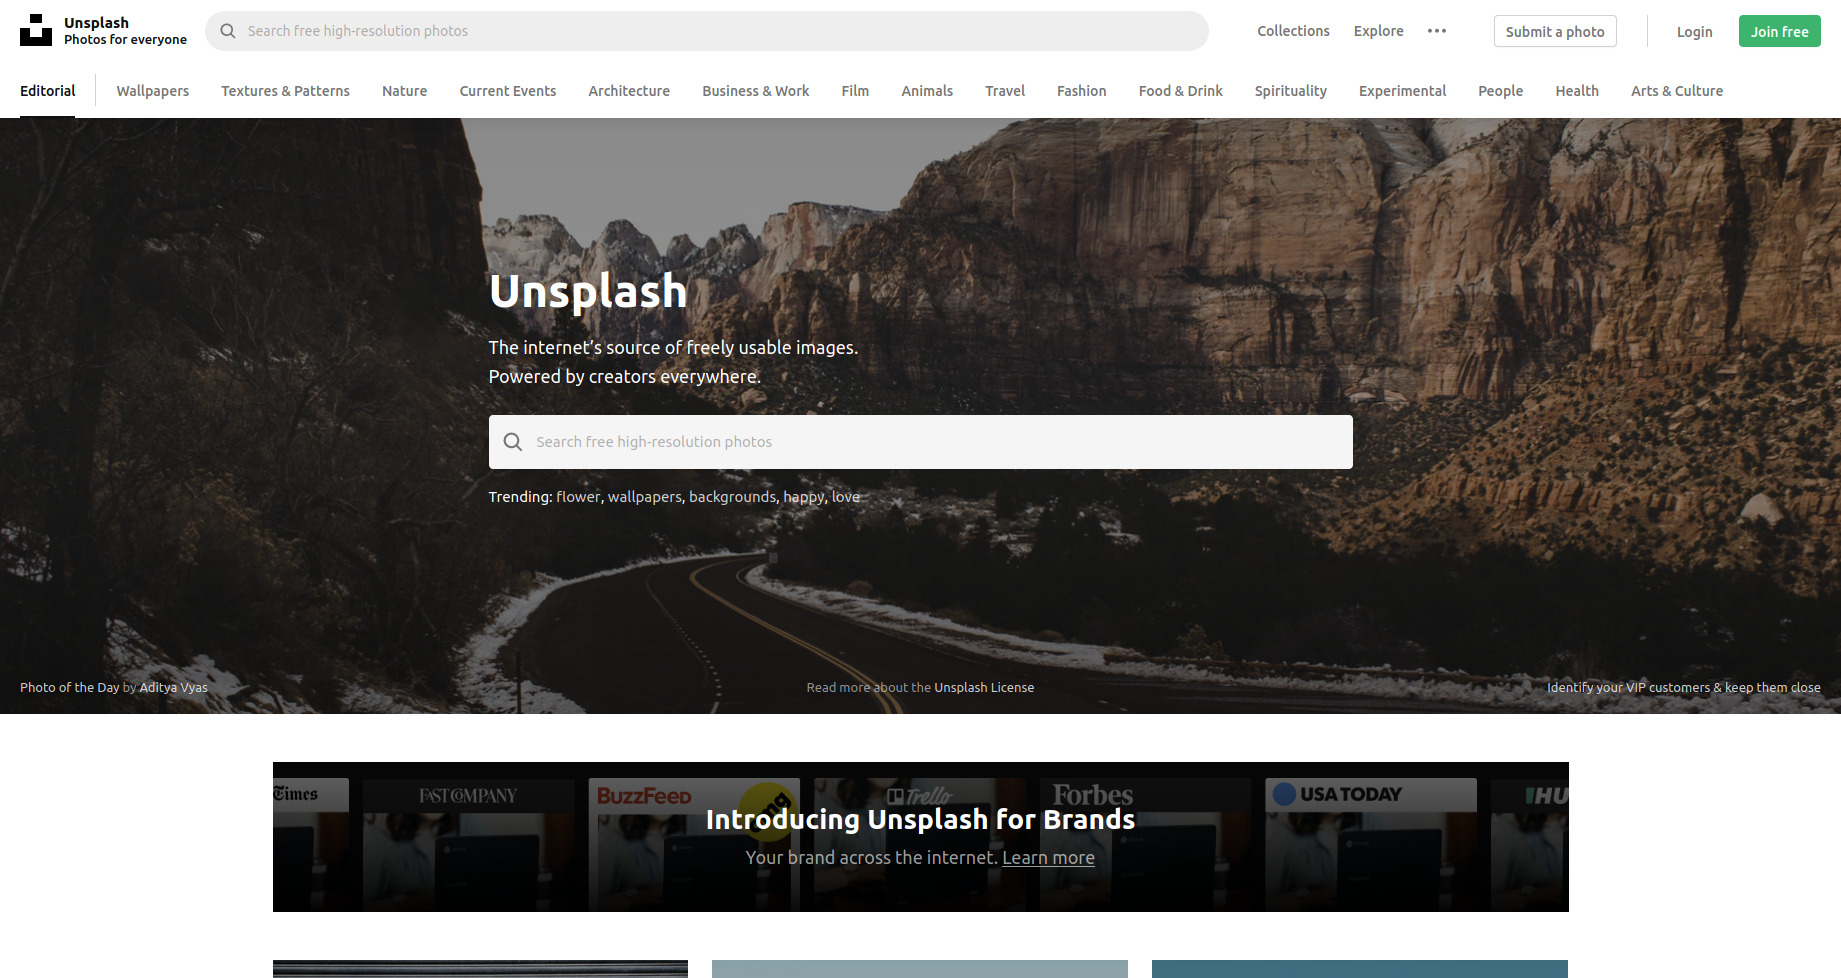 Unsplash
Photos for everyone
Search free high-resolution photos
Collections
Explore
Submit a photo
Login
Join free
Editorial
Wallpapers
Textures & Patterns
Nature
Current Events
Architecture
Business & Work
Film
Animals
Travel
Fashion
Food & Drink
Spirituality
Experimental
People
Health
Arts & Culture
Unsplash
The internet’s source of freely usable images.
Powered by creators everywhere.
Search free high-resolution photos
Trending: flower, wallpapers, backgrounds, happy, love
Photo of the Day by Aditya Vyas
Read more about the Unsplash License
Identify your VIP customers & keep them close
Times
FAST COMPANY
BuzzFeed
omg
Trello
Forbes
USA TODAY
HU
Introducing Unsplash for Brands
Your brand across the internet. Learn more